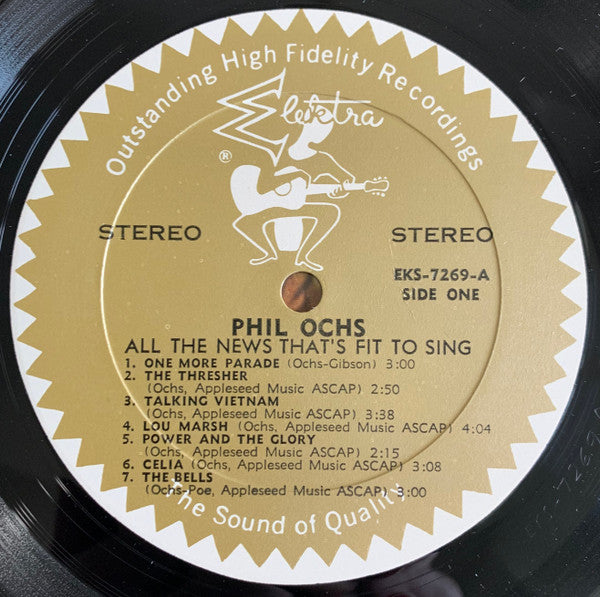 Outstanding High Fidelity Recordings
Elektra
®
STEREO STEREO
EKS-7269-A
SIDE ONE
PHIL OCHS
ALL THE NEWS THAT'S FIT TO SING
1. ONE MORE PARADE (Ochs-Gibson) 3:00
2. THE THRESHER
(Ochs, Appleseed Music ASCAP) 2:50
3. TALKING VIETNAM
(Ochs, Appleseed Music ASCAP) 3:38
4. LOU MARSH (Ochs, Appleseed Music ASCAP) 4:04
5. POWER AND THE GLORY
(Ochs, Appleseed Music ASCAP) 2:15
6. CELIA (Ochs, Appleseed Music ASCAP) 3:08
7. THE BELLS
(Ochs-Poe, Appleseed Music ASCAP) 3:00
The Sound of Quality